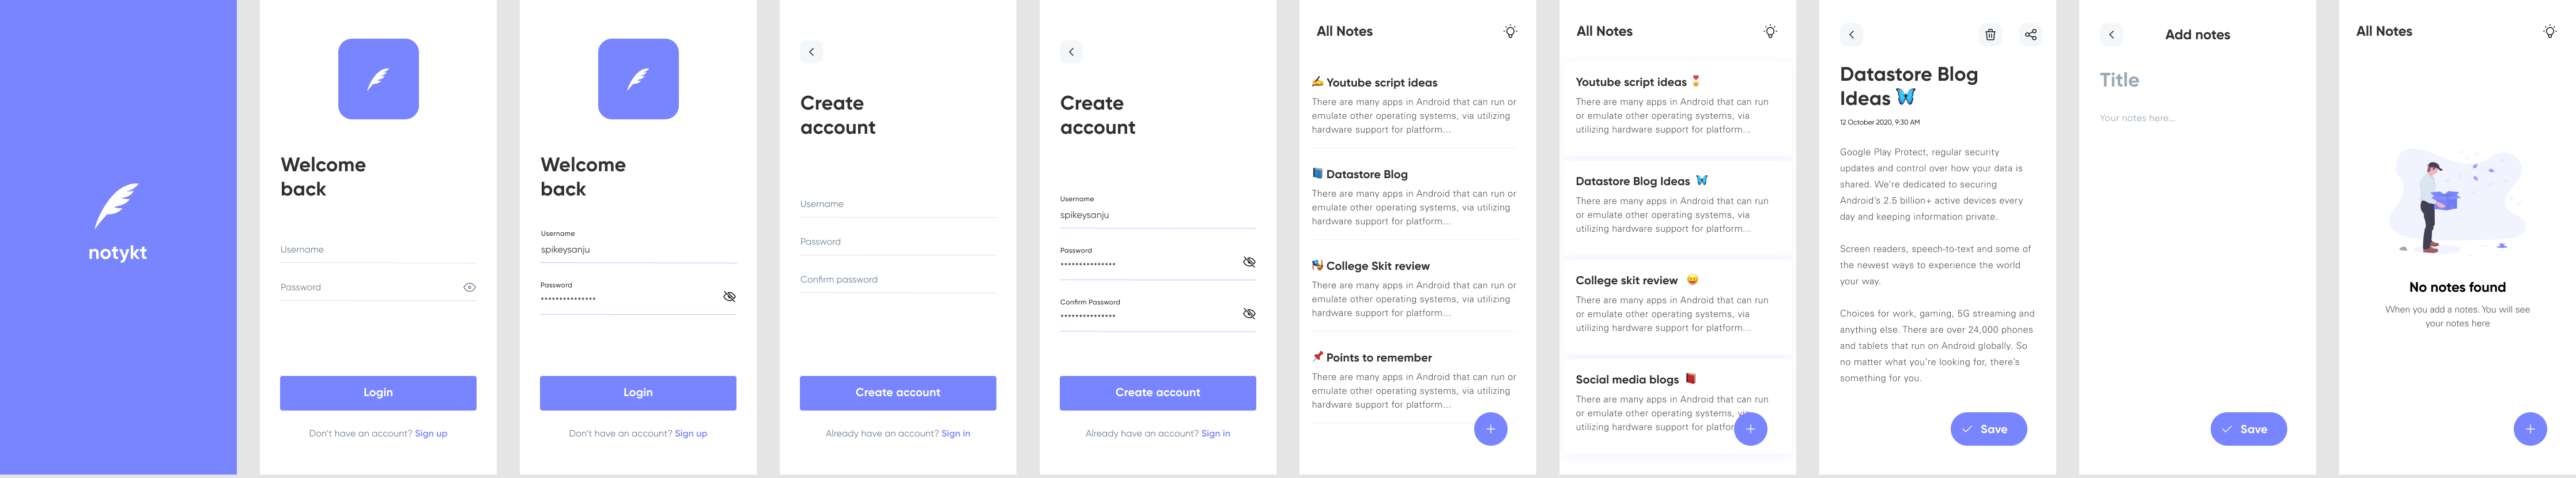 notykt
Welcome
back
Username
Password
Login
Don't have an account? Sign up
Welcome
back
Username
spikeysanju
Password
Login
Don't have an account? Sign up
Create
account
Username
Password
Confirm password
Create account
Already have an account? Sign in
Create
account
Username
spikeysanju
Password
Confirm Password
Create account
Already have an account? Sign in
All Notes
✍️ Youtube script ideas
There are many apps in Android that can run or
emulate other operating systems, via utilizing
hardware support for platform...
📘 Datastore Blog
There are many apps in Android that can run or
emulate other operating systems, via utilizing
hardware support for platform...
College Skit review
There are many apps in Android that can run or
emulate other operating systems, via utilizing
hardware support for platform...
📌 Points to remember
There are many apps in Android that can run or
emulate other operating systems, via utilizing
hardware support for platform...
All Notes
Youtube script ideas 🎖️
There are many apps in Android that can run
or emulate other operating systems, via
utilizing hardware support for platform...
Datastore Blog Ideas 🦋
There are many apps in Android that can run
or emulate other operating systems, via
utilizing hardware support for platform...
College skit review 😄
There are many apps in Android that can run
or emulate other operating systems, via
utilizing hardware support for platform...
Social media blogs 📕
There are many apps in Android that can run
or emulate other operating systems, via
utilizing hardware support for platfor
Datastore Blog
Ideas 🦋
12 October 2020, 9:30 AM
Google Play Protect, regular security
updates and control over how your data is
shared. We're dedicated to securing
Android's 2.5 billion+ active devices every
day and keeping information private.
Screen readers, speech-to-text and some of
the newest ways to experience the world
your way.
Choices for work, gaming, 5G streaming and
anything else. There are over 24,000 phones
and tablets that run on Android globally. So
no matter what you're looking for, there's
something for you.
Save
Add notes
Title
Your notes here...
Save
All Notes
No notes found
When you add a notes. You will see
your notes here